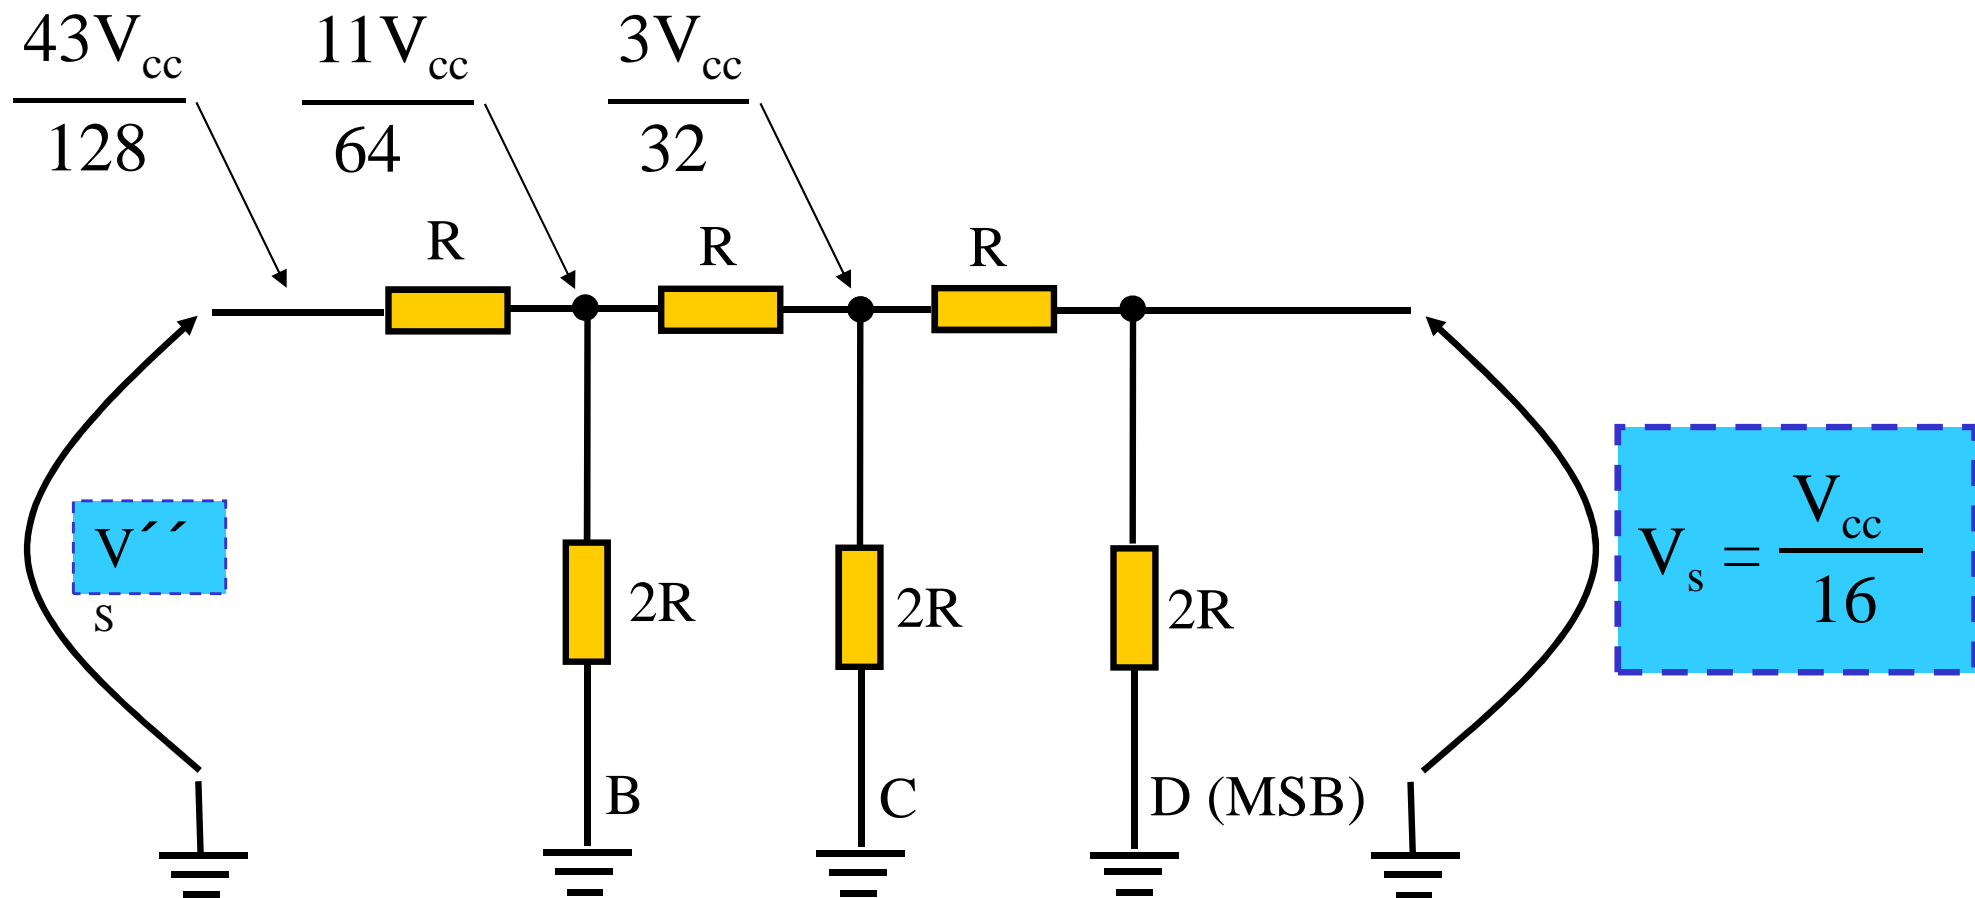 43Vcc
128
11Vcc
64
3Vcc
32
R
R
R
V´´
s
2R
2R
2R
Vs = Vcc
16
B
C
D (MSB)